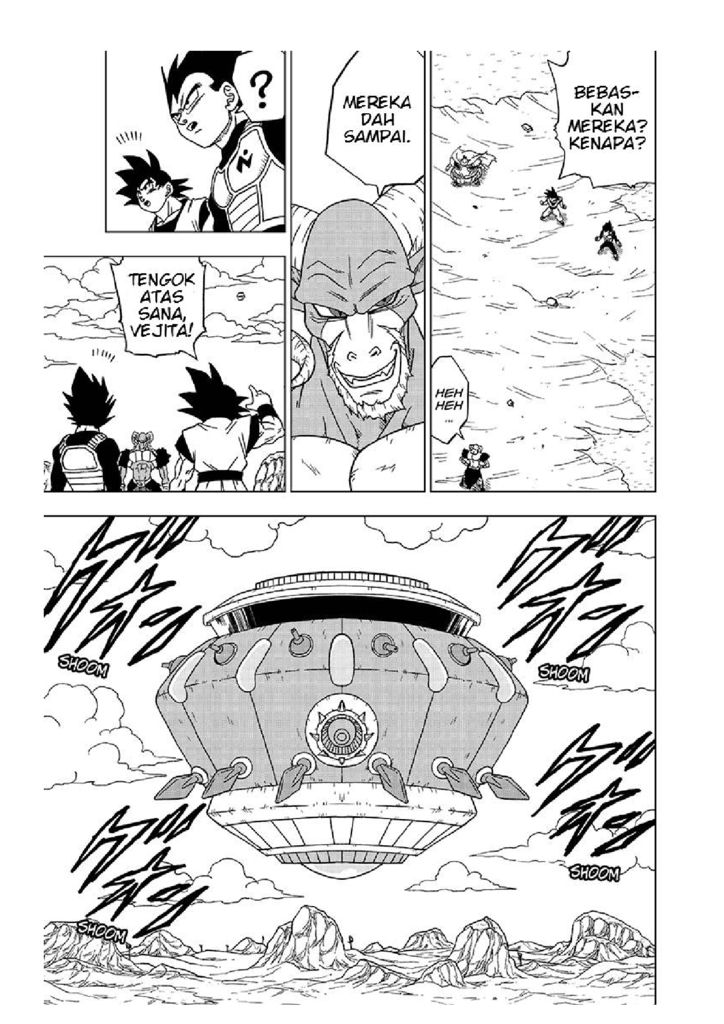 BEBAS-
KAN
MEREKA?
KENAPA?
HEH
HEH
...
MEREKA
DAH
SAMPAI.
?
TENGOK
ATAS
SANA,
VEJITA!
SHOOM
SHOOM
SHOOM
SHOOM